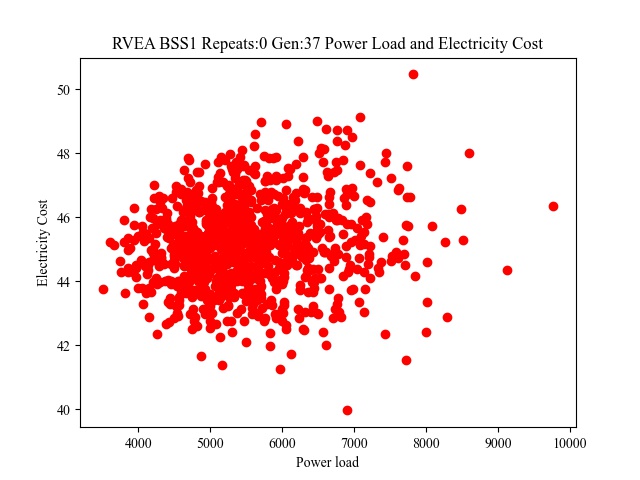 RVEA BSS1 Repeats:0 Gen:37 Power Load and Electricity Cost
50
48
46
44
42
40
Electricity Cost
4000 5000 6000 7000 8000 9000 10000
Power load